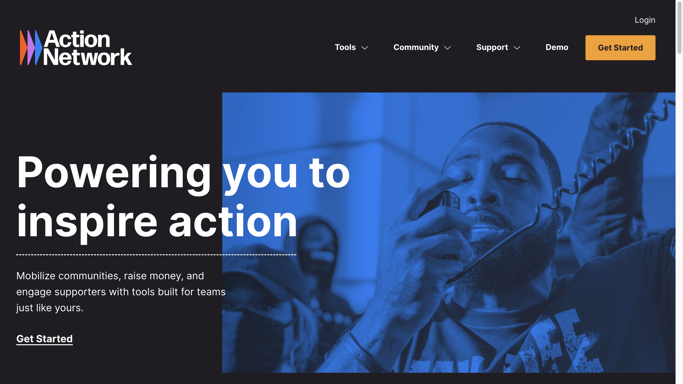 Login
Action
Network
Tools
Community
Support
Demo
Get Started
Powering you to
inspire action
Mobilize communities, raise money, and
engage supporters with tools built for teams
just like yours.
Get Started